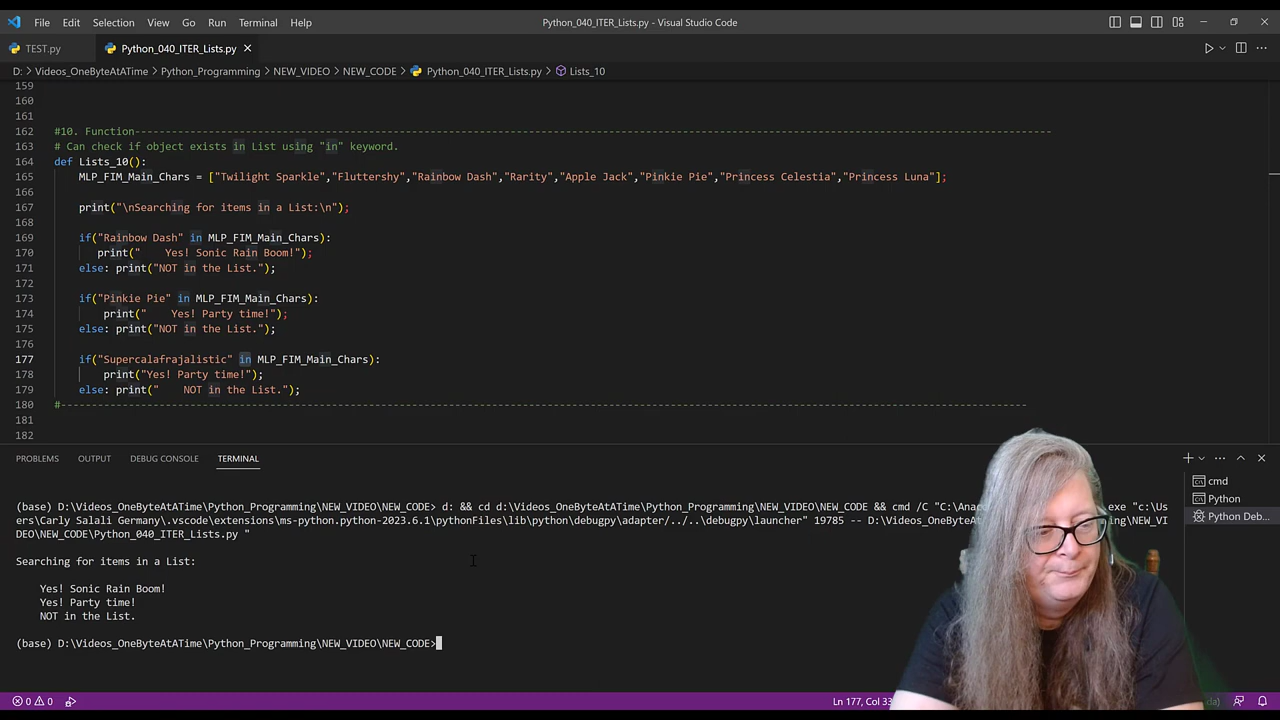 File Edit Selection View Go Run Terminal Help
Python_040_ITER_Lists.py - Visual Studio Code
TEST.py Python_040_ITER_Lists.py
D: > Videos_OneByteAtATime > Python_Programming > NEW_VIDEO > NEW_CODE > Python_040_ITER_Lists.py > Lists_10
159
160
161
162 #10. Function----------------------------------------------------------------------------------------------------------------------------------------------------
163 # Can check if object exists in List using "in" keyword.
164 def Lists_10():
165 MLP_FIM_Main_Chars = ["Twilight Sparkle","Fluttershy","Rainbow Dash","Rarity","Apple Jack","Pinkie Pie","Princess Celestia","Princess Luna"];
166
167 print("\nSearching for items in a List:\n");
168
169 if("Rainbow Dash" in MLP_FIM_Main_Chars):
170 print("    Yes! Sonic Rain Boom!");
171 else: print("NOT in the List.");
172
173 if("Pinkie Pie" in MLP_FIM_Main_Chars):
174 print("    Yes! Party time!");
175 else: print("NOT in the List.");
176
177 if("Supercalafrajalistic" in MLP_FIM_Main_Chars):
178 print("Yes! Party time!");
179 else: print("    NOT in the List.");
180 #--------------------------------------------------------------------------------------------------------------------------------------------------------------
181
182
PROBLEMS OUTPUT DEBUG CONSOLE TERMINAL
cmd
Python
Python Deb...
(base) D:\Videos_OneByteAtATime\Python_Programming\NEW_VIDEO\NEW_CODE> d: && cd d:\Videos_OneByteAtATime\Python_Programming\NEW_VIDEO\NEW_CODE && cmd /C "C:\Anac exe "c:\Us
ers\Carly Salali Germany\.vscode\extensions\ms-python.python-2023.6.1\pythonFiles\lib\python\debugpy\adapter/../..\debugpy\launcher" 19785 -- D:\Videos_OneByteAtA ng\NEW_VI
DEO\NEW_CODE\Python_040_ITER_Lists.py "
Searching for items in a List:
Yes! Sonic Rain Boom!
Yes! Party time!
NOT in the List.
(base) D:\Videos_OneByteAtATime\Python_Programming\NEW_VIDEO\NEW_CODE>
0 0 Ln 177, Col 33 da)